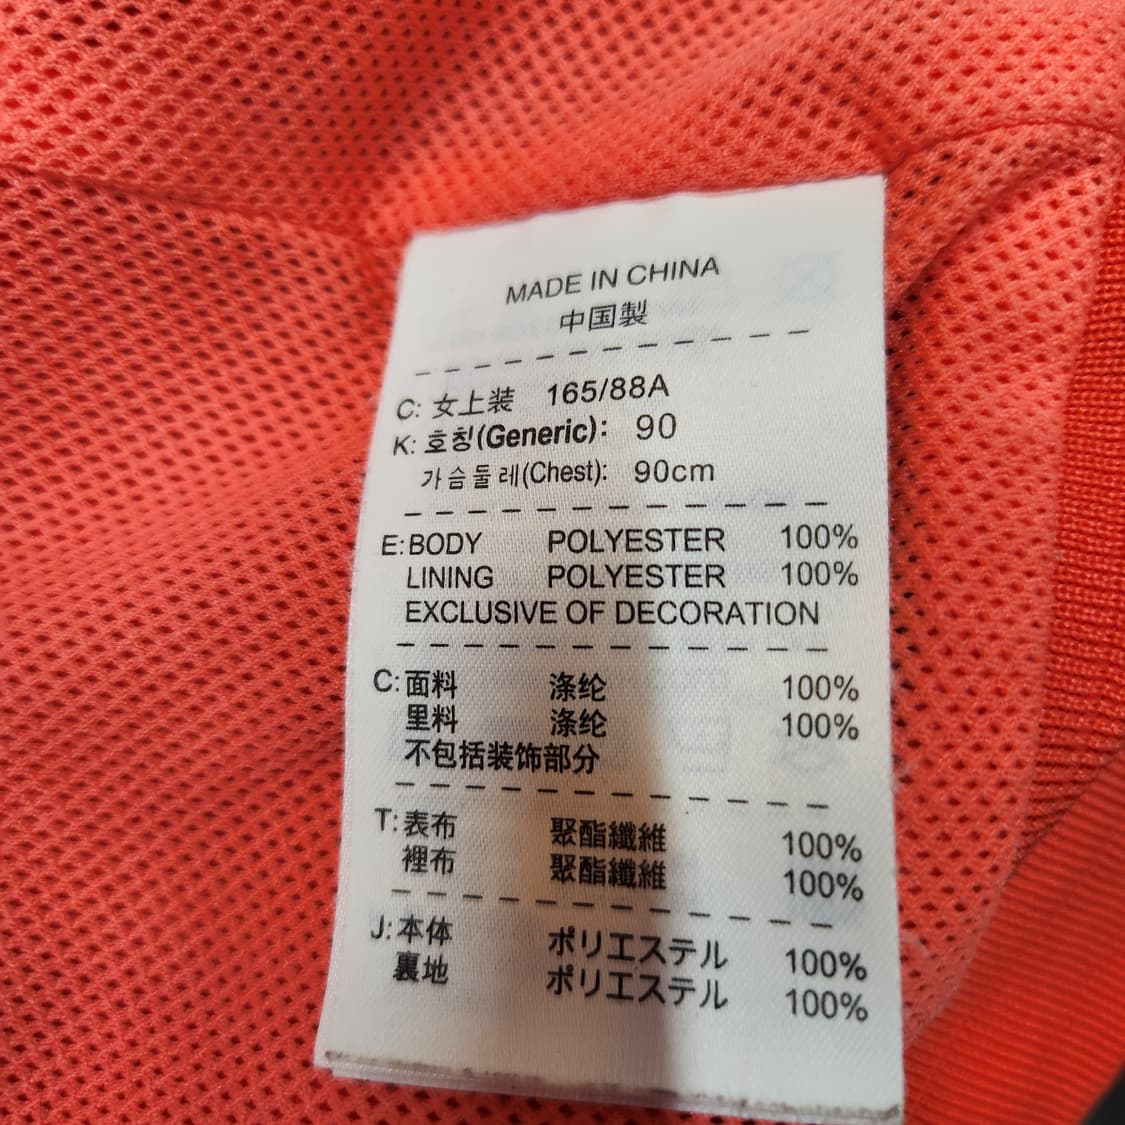 MADE IN CHINA
中国製
C: 女上装 165/88A
K: 호칭(Generic): 90
가슴둘레(Chest): 90cm
E: BODY POLYESTER 100%
LINING POLYESTER 100%
EXCLUSIVE OF DECORATION
C: 面料 涤纶 100%
里料 涤纶 100%
不包括装饰部分
T: 表布 聚酯纖維 100%
裡布 聚酯纖維 100%
J: 本体 ポリエステル 100%
裏地 ポリエステル 100%